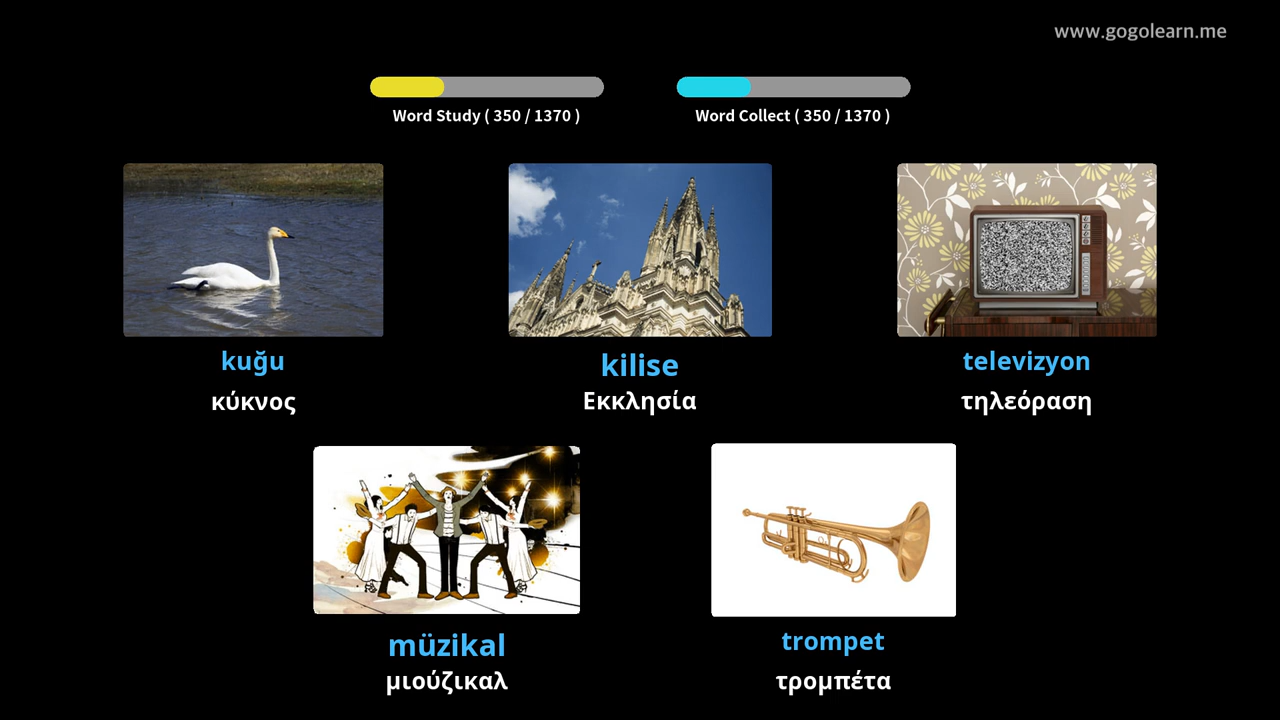 www.gogolearn.me
Word Study ( 350 / 1370 )
Word Collect ( 350 / 1370 )
kuğu
κύκνος
kilise
Εκκλησία
televizyon
τηλεόραση
müzikal
μιούζικαλ
trompet
τρομπέτα